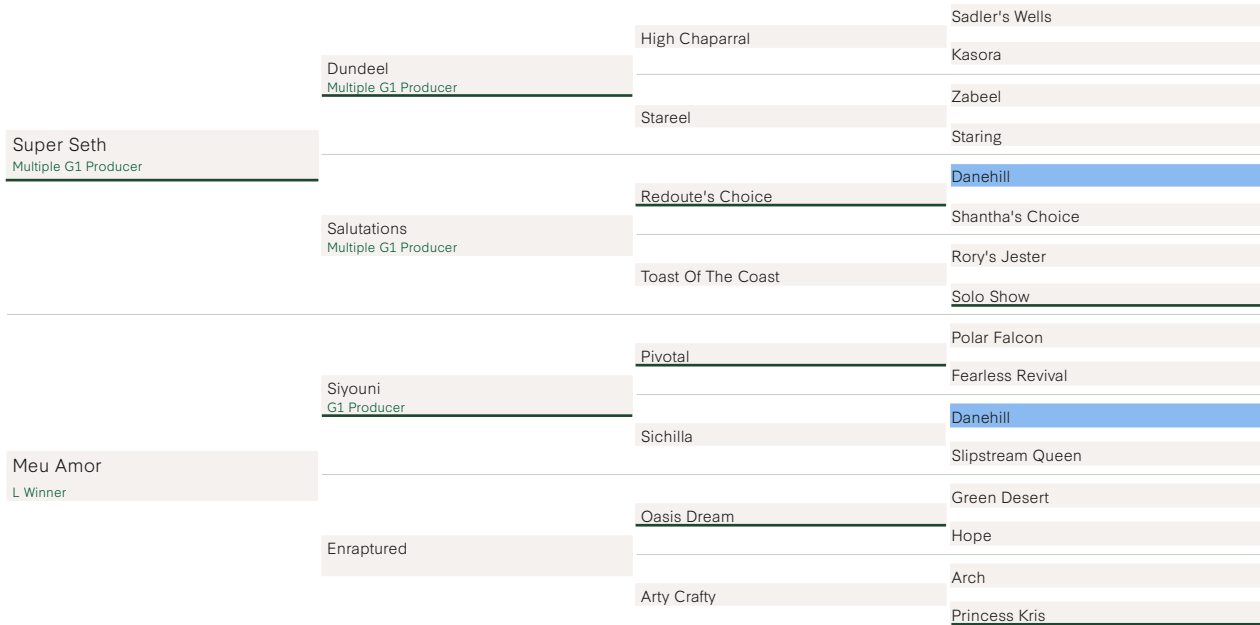 Super Seth
Multiple G1 Producer
Meu Amor
L Winner
Dundeel
Multiple G1 Producer
Salutations
Multiple G1 Producer
Siyouni
G1 Producer
Enraptured
High Chaparral
Stareel
Redoute's Choice
Toast Of The Coast
Pivotal
Sichilla
Oasis Dream
Arty Crafty
Sadler's Wells
Kasora
Zabeel
Staring
Danehill
Shantha's Choice
Rory's Jester
Solo Show
Polar Falcon
Fearless Revival
Danehill
Slipstream Queen
Green Desert
Hope
Arch
Princess Kris